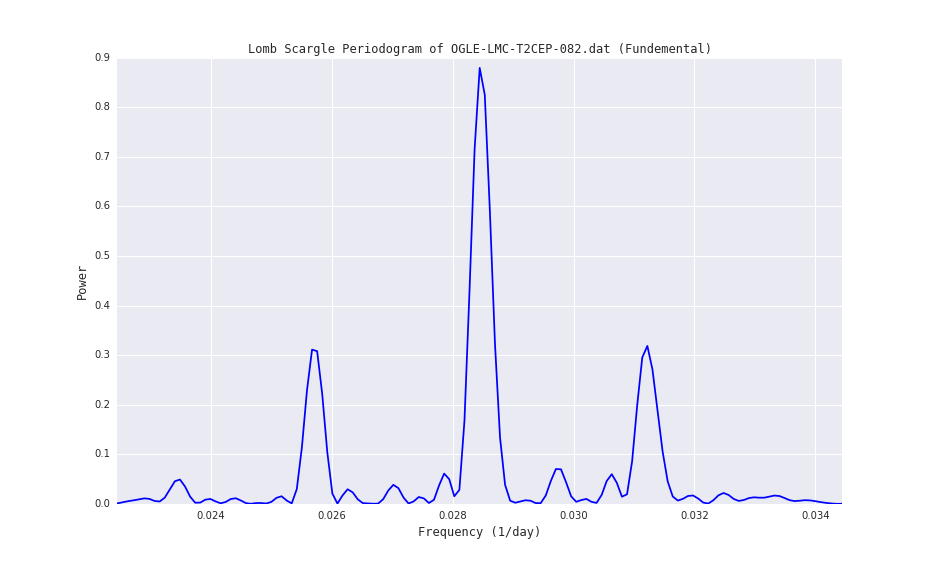 Lomb Scargle Periodogram of OGLE-LMC-T2CEP-082.dat (Fundemental)
0.9
0.8
0.7
0.6
0.5
0.4
0.3
0.2
0.1
0.0
Power
0.024 0.026 0.028 0.030 0.032 0.034
Frequency (1/day)